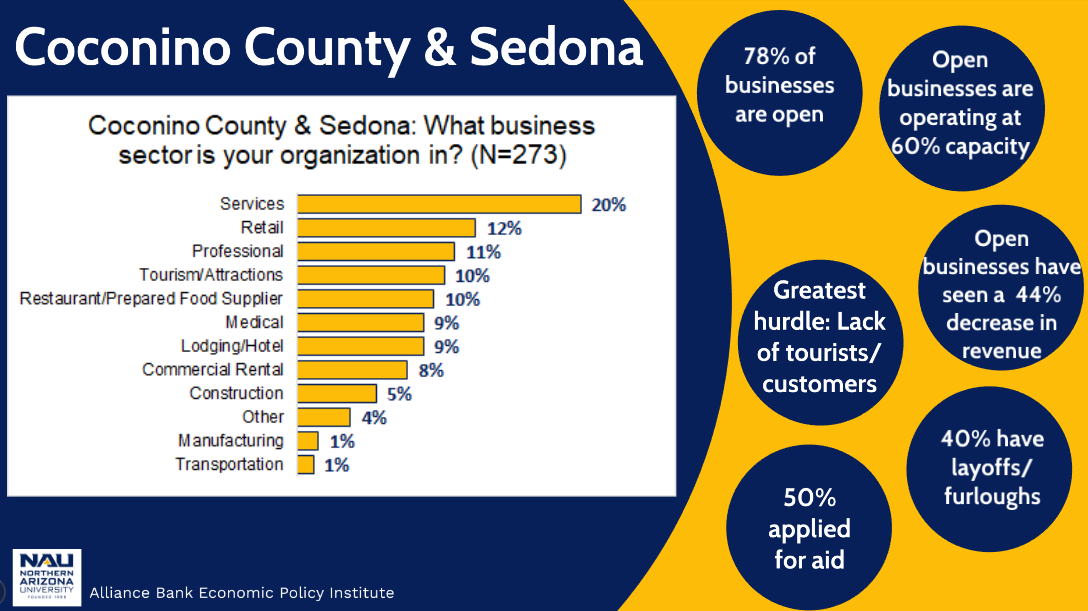 Coconino County & Sedona
Coconino County & Sedona: What business
sector is your organization in? (N=273)
Services 20%
Retail 12%
Professional 11%
Tourism/Attractions 10%
Restaurant/Prepared Food Supplier 10%
Medical 9%
Lodging/Hotel 9%
Commercial Rental 8%
Construction 5%
Other 4%
Manufacturing 1%
Transportation 1%
78% of
businesses
are open
Open
businesses are
operating at
60% capacity
Open
businesses have
seen a 44%
decrease in
revenue
Greatest
hurdle: Lack
of tourists/
customers
40% have
layoffs/
furloughs
50%
applied
for aid
NAU
NORTHERN
ARIZONA
UNIVERSITY
FOUNDED 1899
Alliance Bank Economic Policy Institute